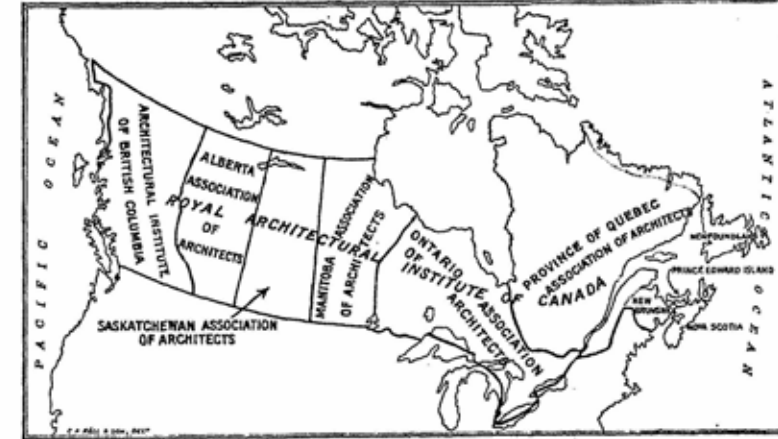 PACIFIC OCEAN
ARCHITECTURAL INSTITUTE
OF BRITISH COLUMBIA
ALBERTA
ASSOCIATION
OF
ARCHITECTS
SASKATCHEWAN ASSOCIATION
OF ARCHITECTS
MANITOBA ASSOCIATION
OF ARCHITECTS
ROYAL ARCHITECTURAL INSTITUTE OF CANADA
ONTARIO ASSOCIATION
OF
ARCHITECTS
PROVINCE OF QUEBEC
ASSOCIATION OF ARCHITECTS
NEWFOUNDLAND
PRINCE EDWARD ISLAND
NEW
BRUNSWICK
NOVA SCOTIA
ATLANTIC OCEAN